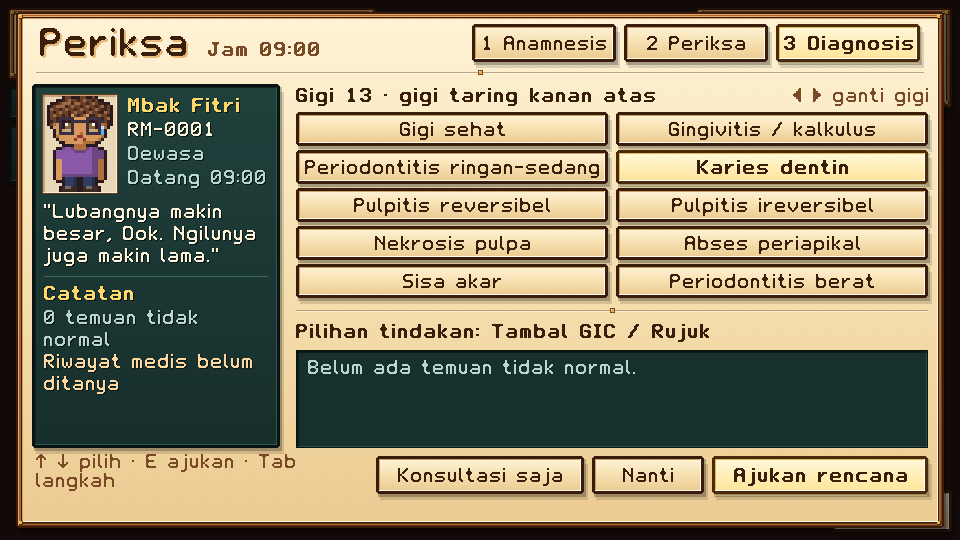 Periksa Jam 09:00
1 Anamnesis 2 Periksa 3 Diagnosis
Mbak Fitri
RM-0001
Dewasa
Datang 09:00
"Lubangnya makin
besar, Dok. Ngilunya
juga makin lama."
Catatan
0 temuan tidak
normal
Riwayat medis belum
ditanya
Gigi 13 · gigi taring kanan atas
ganti gigi
Gigi sehat
Gingivitis / kalkulus
Periodontitis ringan-sedang
Karies dentin
Pulpitis reversibel
Pulpitis ireversibel
Nekrosis pulpa
Abses periapikal
Sisa akar
Periodontitis berat
Pilihan tindakan: Tambal GIC / Rujuk
Belum ada temuan tidak normal.
↑ ↓ pilih · E ajukan · Tab
langkah
Konsultasi saja
Nanti
Ajukan rencana